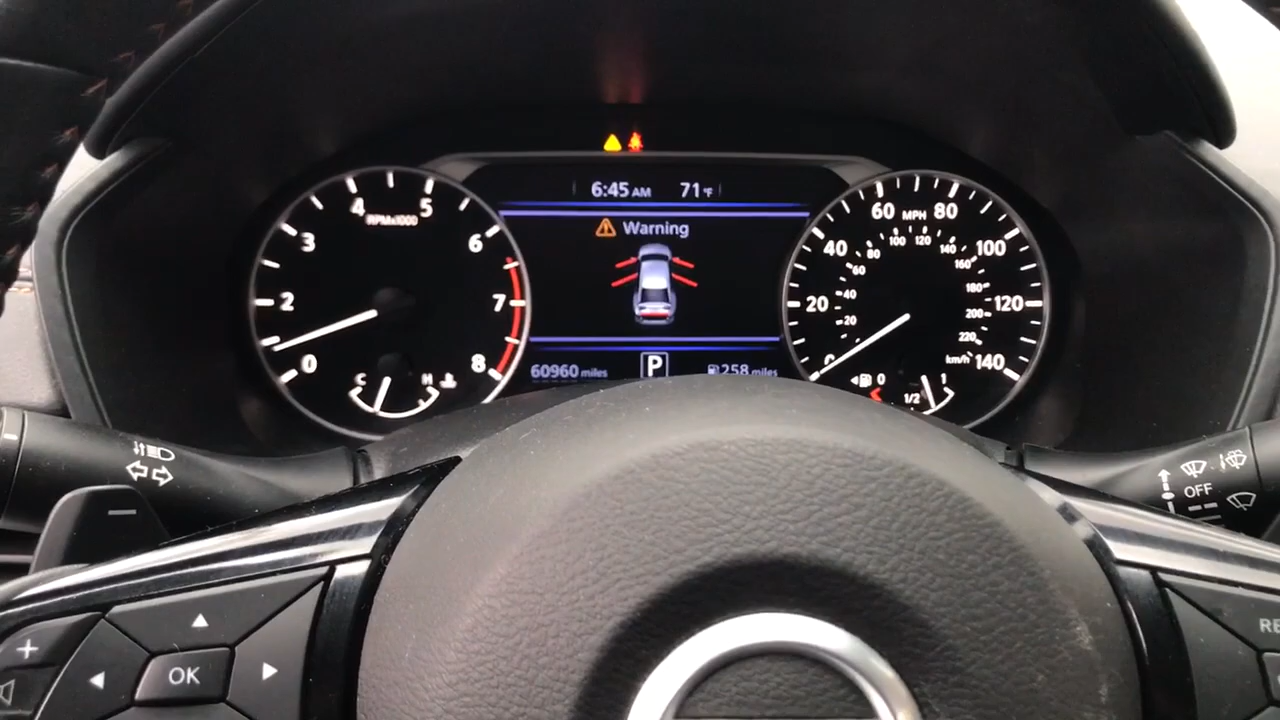 6:45 AM 71°F
Warning
60960 miles P 258 miles
0 2 3 4 5 6 7 8
RPMx1000
C H
0 20 40 60 80 100 120 140
MPH
20 40 60 80 100 120 140 160 180 200 220
km/h
0 1/2 1
OFF
+
OK
RE